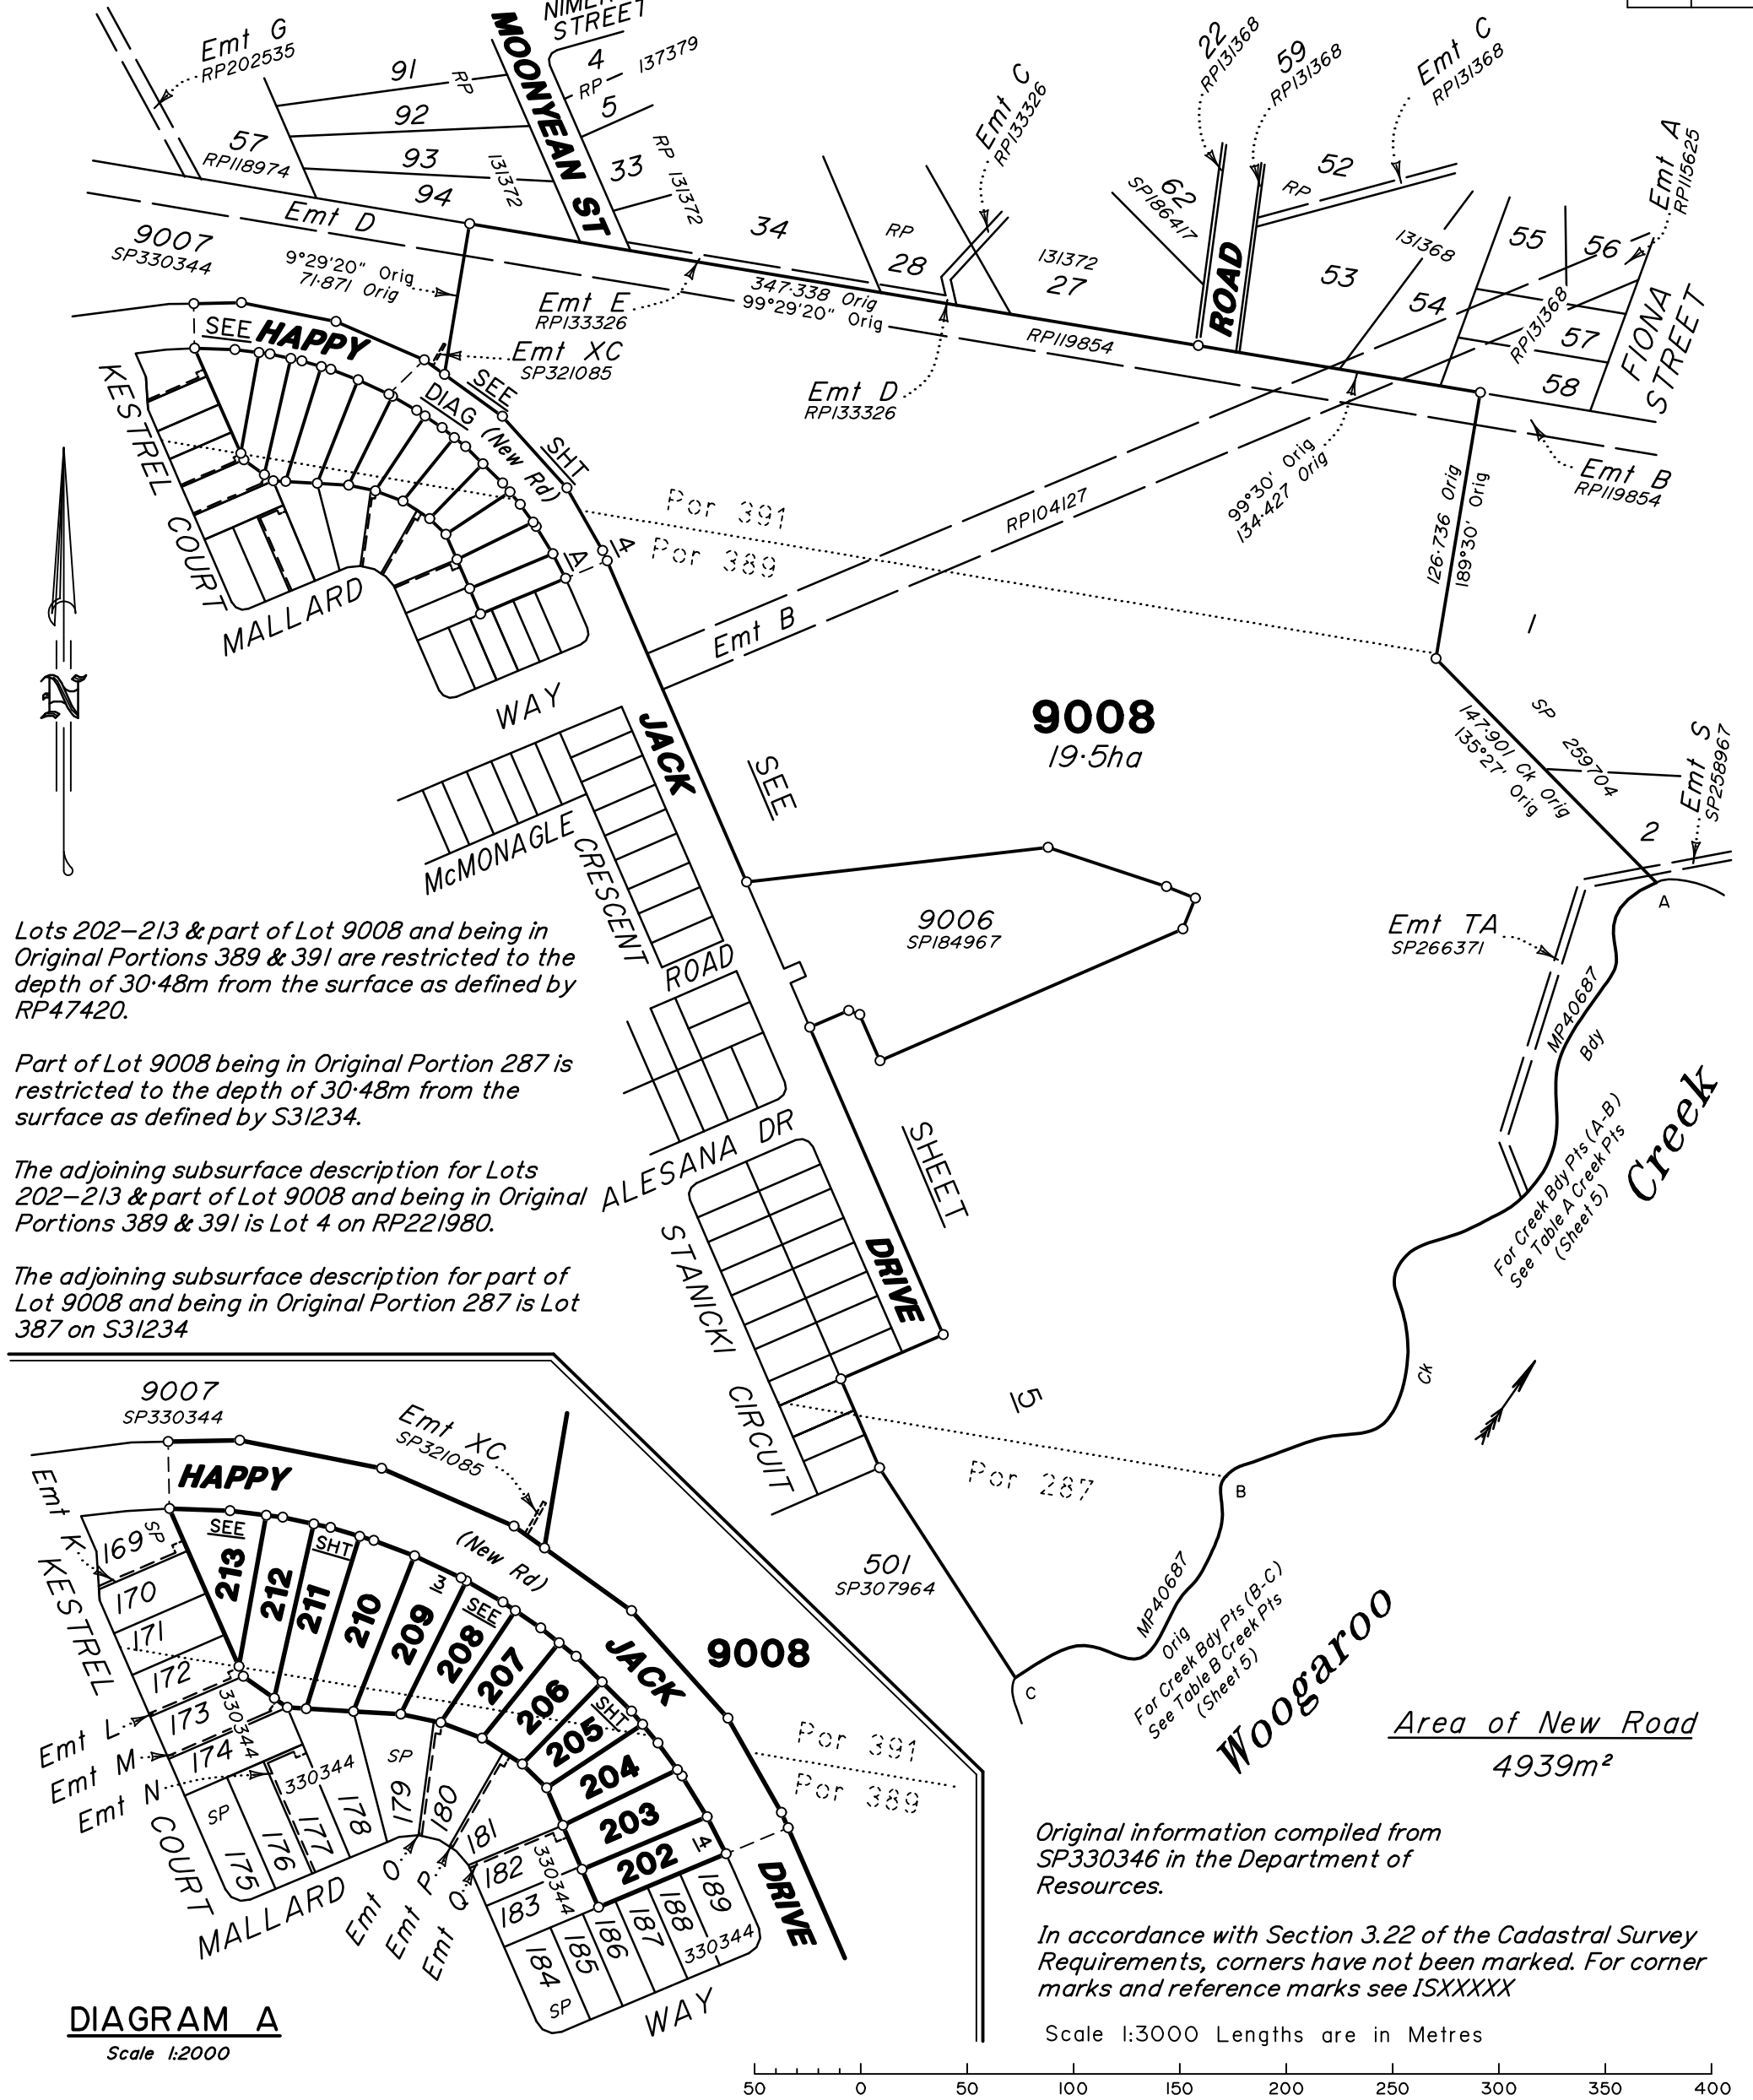 Emt G
RP202535
91
RP
92
57
RP118974
93
94
131372
MOONYEAN ST
STREET
4
RP
137379
5
33
RP 131372
34
RP
28
Emt C
RP133326
131372
27
62
SP186417
22
RP131368
59
RP131368
ROAD
52
RP
Emt C
RP131368
53
131368
54
55
56
Emt A
RP115625
RP131368
57
58
FIONA
STREET
Emt D
9007
SP330344
9°29'20" Orig
71·871 Orig
Emt E
RP133326
347·338 Orig
99°29'20" Orig
Emt D
RP133326
RP119854
99°30' Orig
134·427 Orig
Emt B
RP119854
SEE HAPPY
Emt XC
SP321085
SEE
DIAG (New Rd)
SHT
A
4
KESTREL
COURT
MALLARD
WAY
Por 391
Por 389
RP104127
Emt B
126·736 Orig
189°30' Orig
1
SP 259704
147·901 Ck Orig
135°27' Orig
2
Emt S
SP258967
A
9008
19·5ha
JACK
SEE
McMONAGLE
CRESCENT
ROAD
9006
SP184967
Emt TA
SP266371
MP40687
Bdy
For Creek Bdy Pts (A-B)
See Table A Creek Pts
(Sheet 5)
Creek
N
Lots 202–213 & part of Lot 9008 and being in
Original Portions 389 & 391 are restricted to the
depth of 30·48m from the surface as defined by
RP47420.
Part of Lot 9008 being in Original Portion 287 is
restricted to the depth of 30·48m from the
surface as defined by S31234.
The adjoining subsurface description for Lots
202–213 & part of Lot 9008 and being in Original
Portions 389 & 391 is Lot 4 on RP221980.
The adjoining subsurface description for part of
Lot 9008 and being in Original Portion 287 is Lot
387 on S31234
ALESANA DR
STANICKI
CIRCUIT
SHEET
DRIVE
5
Por 287
B
Ck
501
SP307964
C
MP40687
Orig
For Creek Bdy Pts (B-C)
See Table B Creek Pts
(Sheet 5)
Woogaroo
9007
SP330344
Emt XC
SP321085
HAPPY
(New Rd)
JACK
DRIVE
9008
Por 391
Por 389
Emt K
KESTREL
COURT
169
SP
170
171
172
173
330344
174
SP
175
176
177
330344
178
SP
179
180
181
182
330344
183
184
SP
185
186
187
188
189
330344
SEE
213
212
SHT
211
210
3
209
SEE
208
207
206
SHT
205
204
203
202
4
Emt L
Emt M
Emt N
Emt O
Emt P
Emt Q
MALLARD
WAY
DIAGRAM A
Scale 1:2000
Area of New Road
4939m²
Original information compiled from
SP330346 in the Department of
Resources.
In accordance with Section 3.22 of the Cadastral Survey
Requirements, corners have not been marked. For corner
marks and reference marks see ISXXXXX
Scale 1:3000 Lengths are in Metres
50 0 50 100 150 200 250 300 350 400